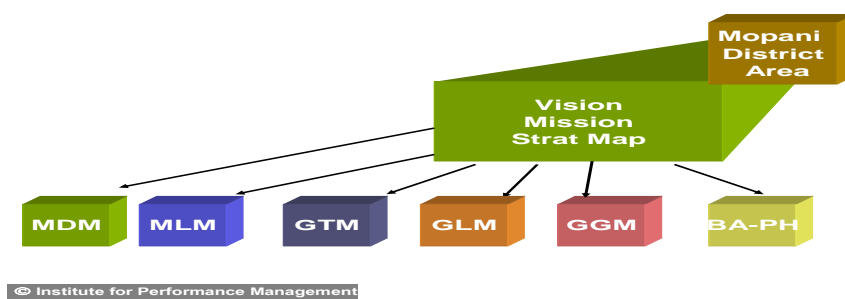 Mopani
District
Area
Vision
Mission
Strat Map
MDM
MLM
GTM
GLM
GGM
BA-PH
© Institute for Performance Management